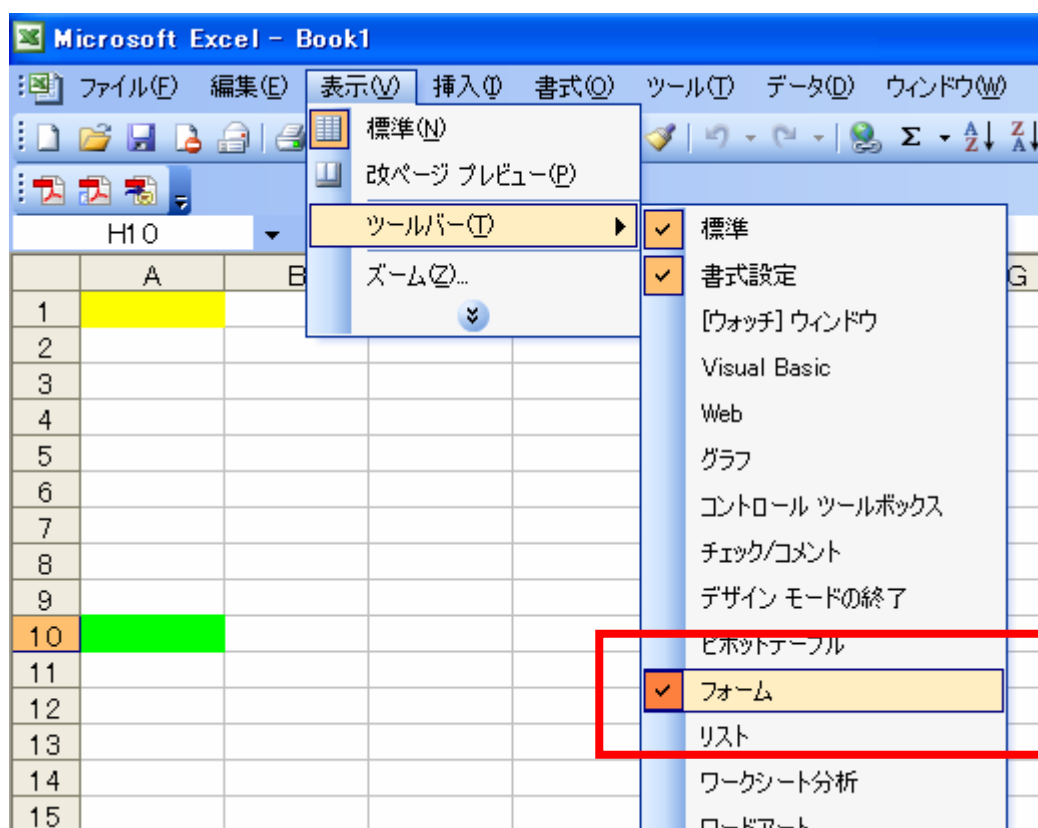 Microsoft Excel - Book1
ファイル(F) 編集(E) 表示(V) 挿入(I) 書式(O) ツール(T) データ(D) ウィンドウ(W)
標準(N)
改ページ プレビュー(P)
ツールバー(T)
ズーム(Z)...
H10
標準
書式設定
[ウォッチ] ウィンドウ
Visual Basic
Web
グラフ
コントロール ツールボックス
チェック/コメント
デザイン モードの終了
ピボットテーブル
フォーム
リスト
ワークシート分析
ワードアート
A B G
1
2
3
4
5
6
7
8
9
10
11
12
13
14
15